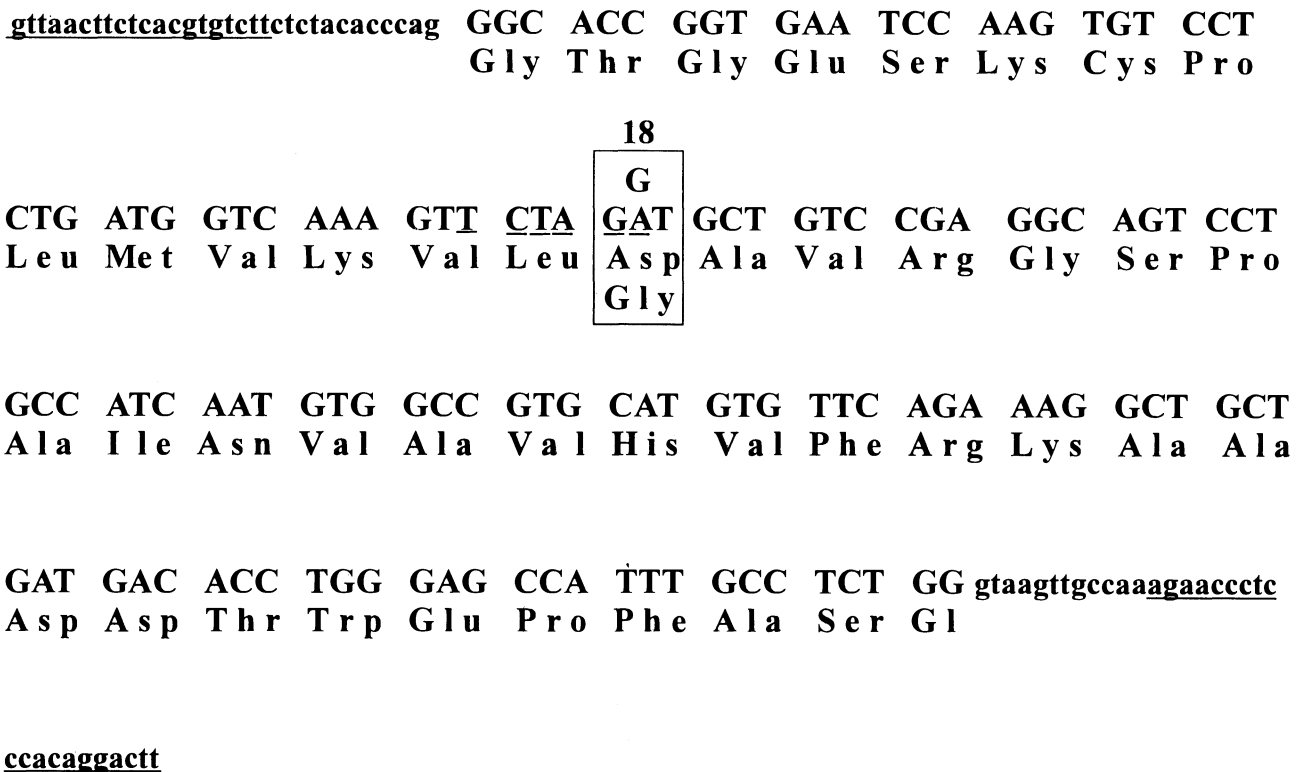 gttaacttctcacgtgtcttctctacacccag GGC ACC GGT GAA TCC AAG TGT CCT
Gly Thr Gly Glu Ser Lys Cys Pro
18
G
CTG ATG GTC AAA GTT CTA GAT GCT GTC CGA GGC AGT CCT
Leu Met Val Lys Val Leu Asp Ala Val Arg Gly Ser Pro
Gly
GCC ATC AAT GTG GCC GTG CAT GTG TTC AGA AAG GCT GCT
Ala Ile Asn Val Ala Val His Val Phe Arg Lys Ala Ala
GAT GAC ACC TGG GAG CCA TTT GCC TCT GG gtaagttgccaaagaaccctc
Asp Asp Thr Trp Glu Pro Phe Ala Ser Gl
ccacaggactt